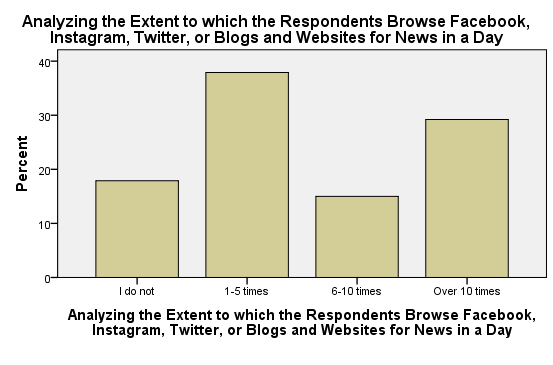 Analyzing the Extent to which the Respondents Browse Facebook,
Instagram, Twitter, or Blogs and Websites for News in a Day
Percent
40
30
20
10
0
I do not
1-5 times
6-10 times
Over 10 times
Analyzing the Extent to which the Respondents Browse Facebook,
Instagram, Twitter, or Blogs and Websites for News in a Day